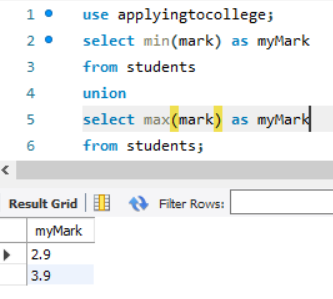 1 use applyingtocollege;
2 select min(mark) as myMark
3 from students
4 union
5 select max(mark) as myMark
6 from students;
Result Grid Filter Rows:
myMark
2.9
3.9